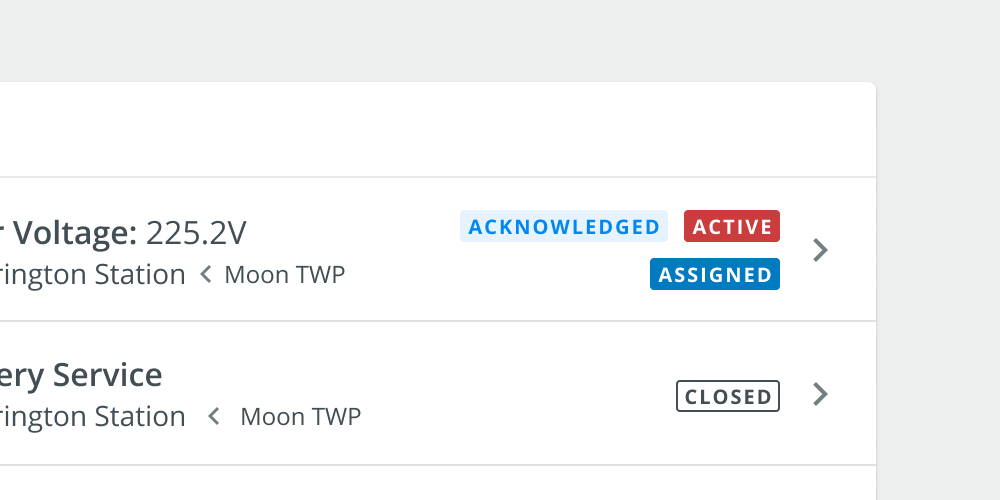 Voltage: 225.2V
ACKNOWLEDGED ACTIVE
rington Station < Moon TWP
ASSIGNED
ery Service
CLOSED
rington Station < Moon TWP